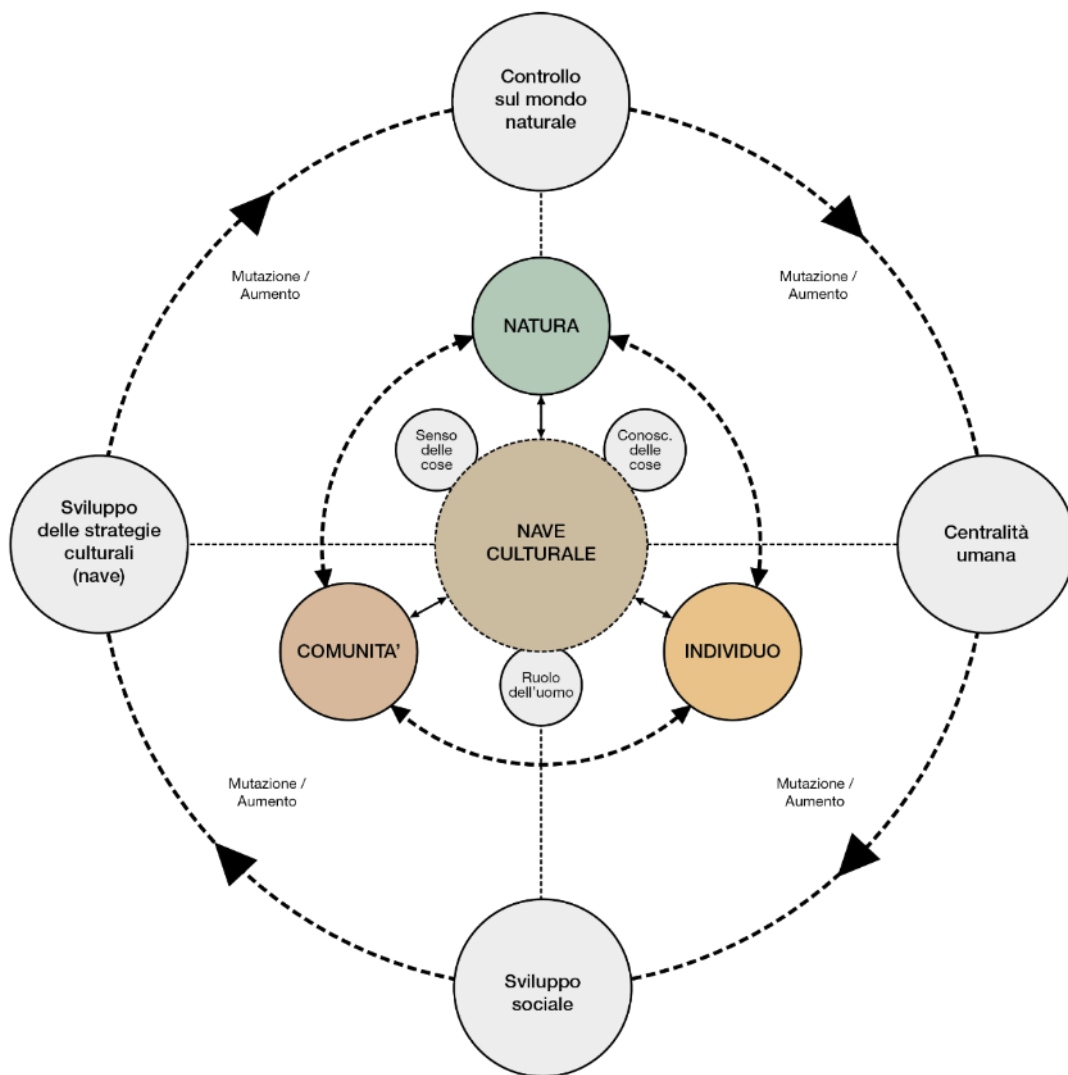 Controllo
sul mondo
naturale
Mutazione /
Aumento
Mutazione /
Aumento
NATURA
Senso
delle
cose
Conosc.
delle
cose
Sviluppo
delle strategie
culturali
(nave)
NAVE
CULTURALE
Centralità
umana
COMUNITA'
INDIVIDUO
Ruolo
dell'uomo
Mutazione /
Aumento
Mutazione /
Aumento
Sviluppo
sociale